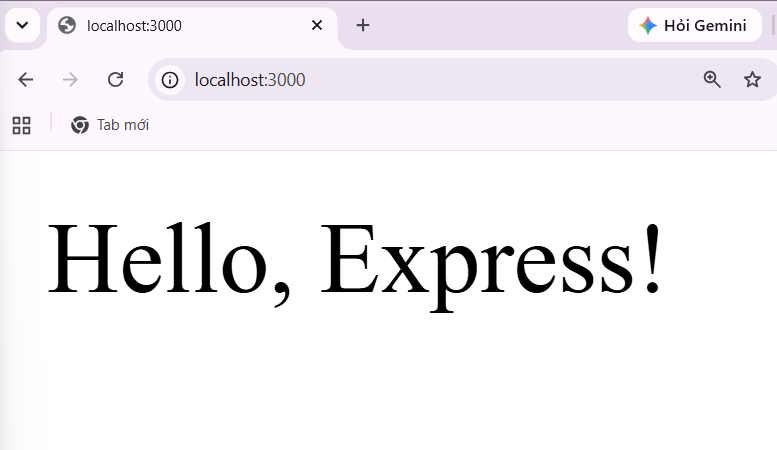 localhost:3000
Hỏi Gemini
localhost:3000
Tab mới
Hello, Express!